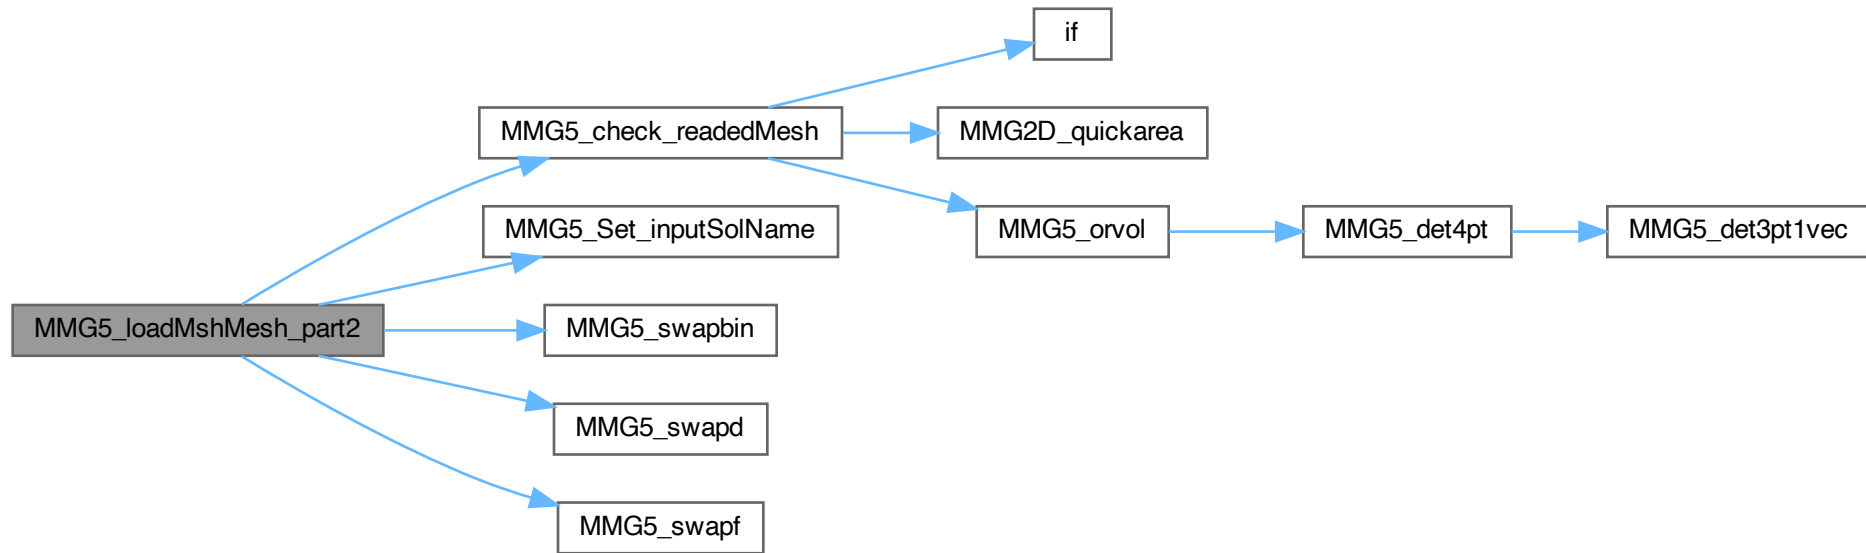 if
MMG5_check_readedMesh
MMG2D_quickarea
MMG5_Set_inputSolName
MMG5_orvol
MMG5_det4pt
MMG5_det3pt1vec
MMG5_loadMshMesh_part2
MMG5_swapbin
MMG5_swapd
MMG5_swapf